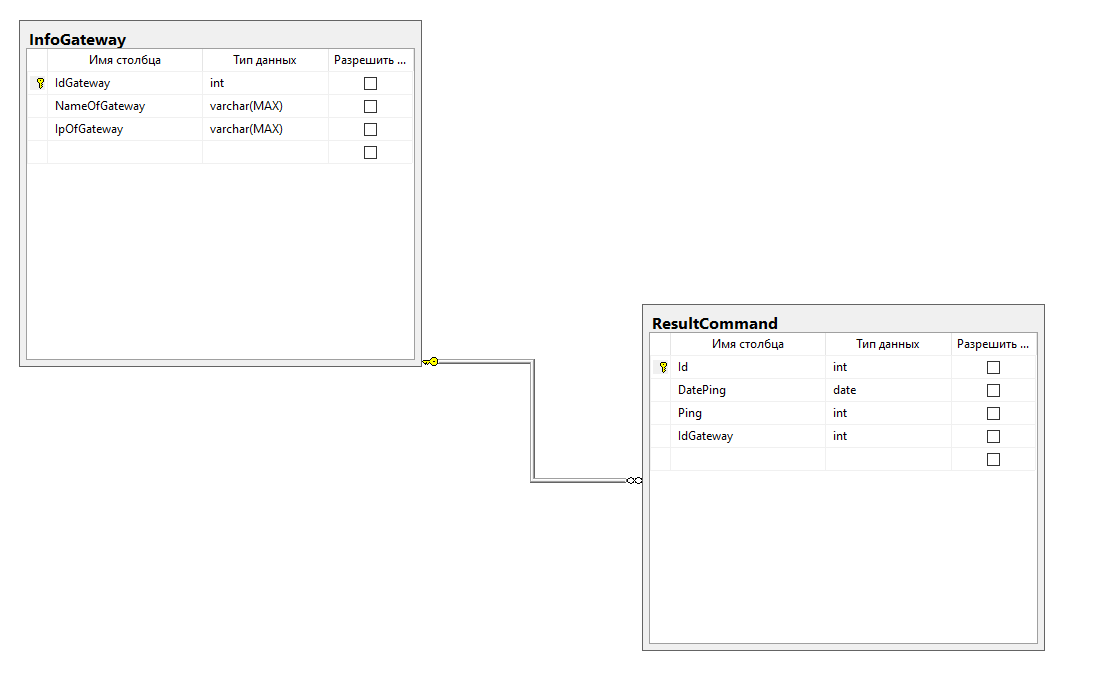 InfoGateway
Имя столбца Тип данных Разрешить ...
IdGateway int
NameOfGateway varchar(MAX)
IpOfGateway varchar(MAX)
ResultCommand
Имя столбца Тип данных Разрешить ...
Id int
DatePing date
Ping int
IdGateway int